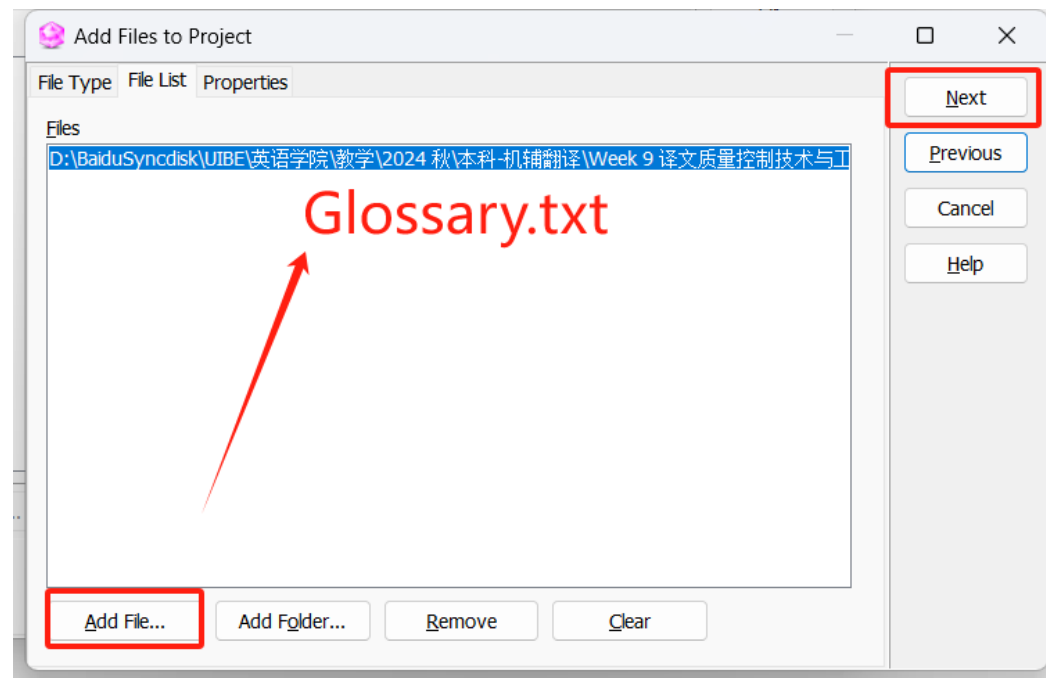 Add Files to Project
File Type File List Properties
Files
D:\BaiduSyncdisk\UIBE\英语学院\教学\2024 秋\本科-机辅翻译\Week 9 译文质量控制技术与工
Glossary.txt
Add File... Add Folder... Remove Clear
Next
Previous
Cancel
Help